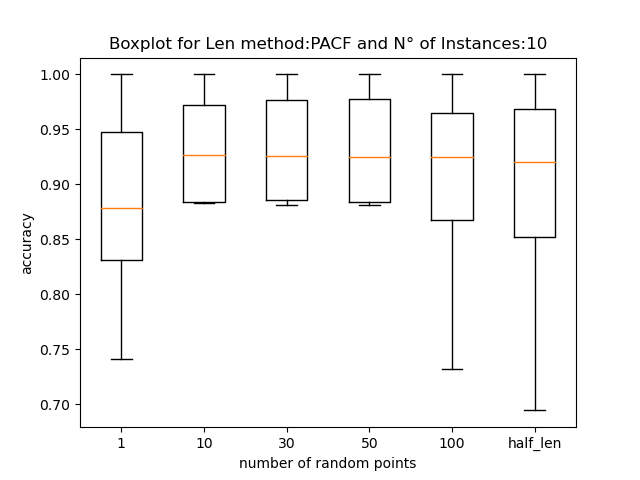 Boxplot for Len method:PACF and N° of Instances:10
1.00
0.95
0.90
0.85
0.80
0.75
0.70
accuracy
1 10 30 50 100 half_len
number of random points